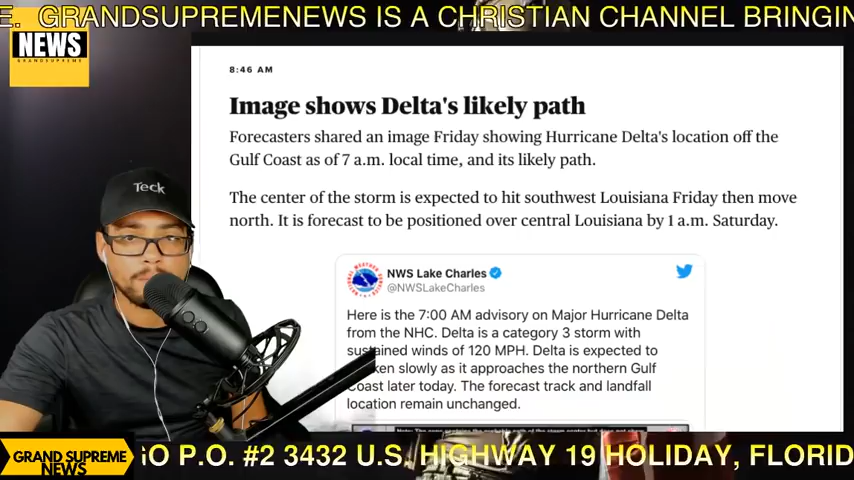 E. GRANDSUPREMENEWS IS A CHRISTIAN CHANNEL BRINGIN
NEWS
GRANDSUPREME
8:46 AM
Image shows Delta's likely path
Forecasters shared an image Friday showing Hurricane Delta's location off the
Gulf Coast as of 7 a.m. local time, and its likely path.
The center of the storm is expected to hit southwest Louisiana Friday then move
north. It is forecast to be positioned over central Louisiana by 1 a.m. Saturday.
Teck
NWS Lake Charles
@NWSLakeCharles
Here is the 7:00 AM advisory on Major Hurricane Delta
from the NHC. Delta is a category 3 storm with
sustained winds of 120 MPH. Delta is expected to
ken slowly as it approaches the northern Gulf
Coast later today. The forecast track and landfall
location remain unchanged.
GRAND SUPREME
NEWS
GO P.O. #2 3432 U.S. HIGHWAY 19 HOLIDAY, FLORID